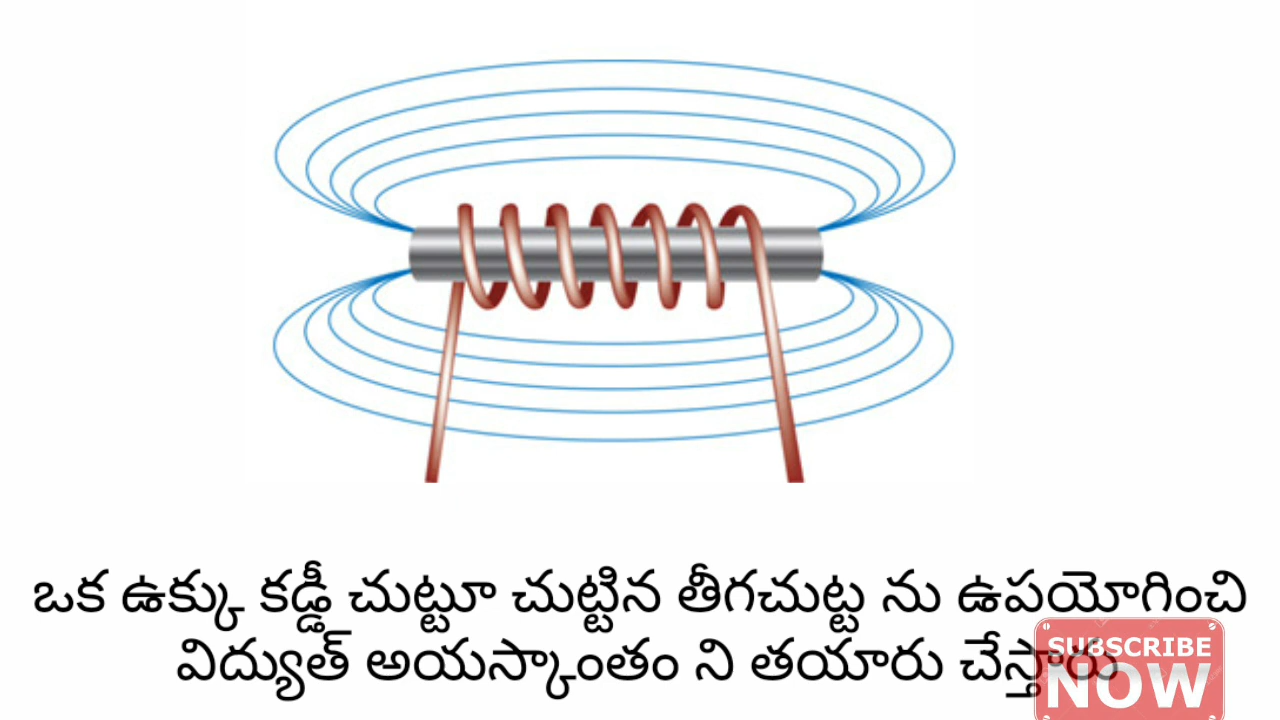 ఒక ఉక్కు కడ్డీ చుట్టూ చుట్టిన తీగచుట్ట ను ఉపయోగించి
విద్యుత్ అయస్కాంతం ని తయారు చేస్తారు
SUBSCRIBE
NOW